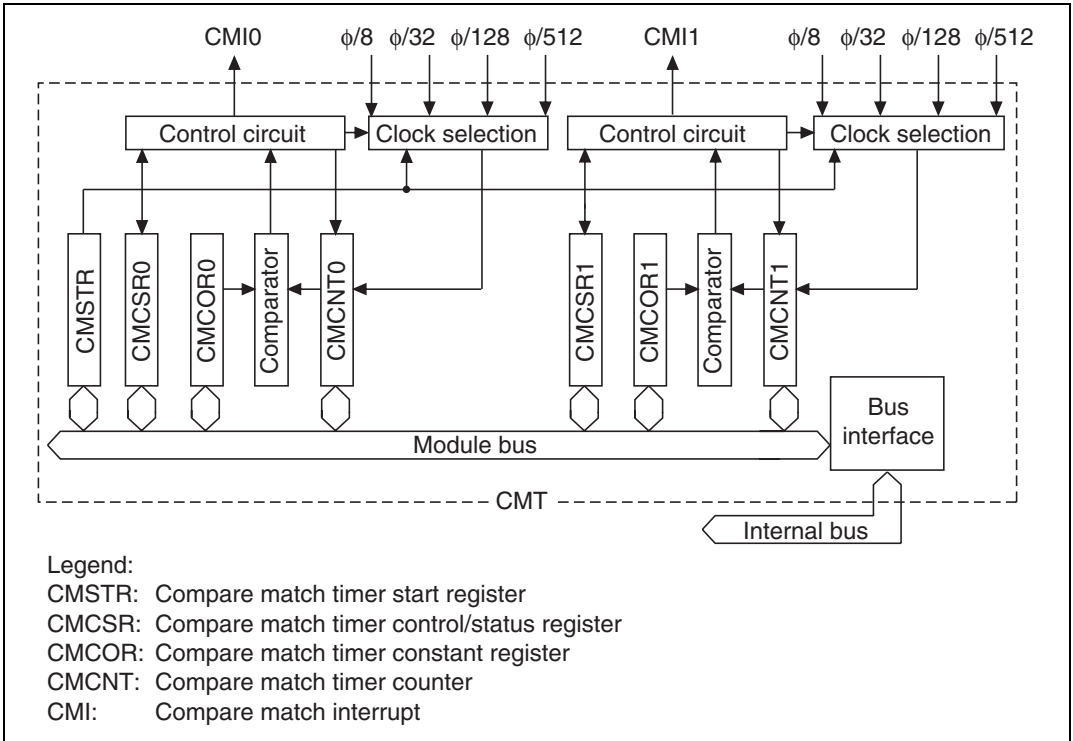 CMI0 φ/8 φ/32 φ/128 φ/512 CMI1 φ/8 φ/32 φ/128 φ/512
Control circuit Clock selection Control circuit Clock selection
CMSTR CMCSR0 CMCOR0 Comparator CMCNT0 CMCSR1 CMCOR1 Comparator CMCNT1
Bus
interface
Module bus
CMT
Internal bus
Legend:
CMSTR: Compare match timer start register
CMCSR: Compare match timer control/status register
CMCOR: Compare match timer constant register
CMCNT: Compare match timer counter
CMI: Compare match interrupt